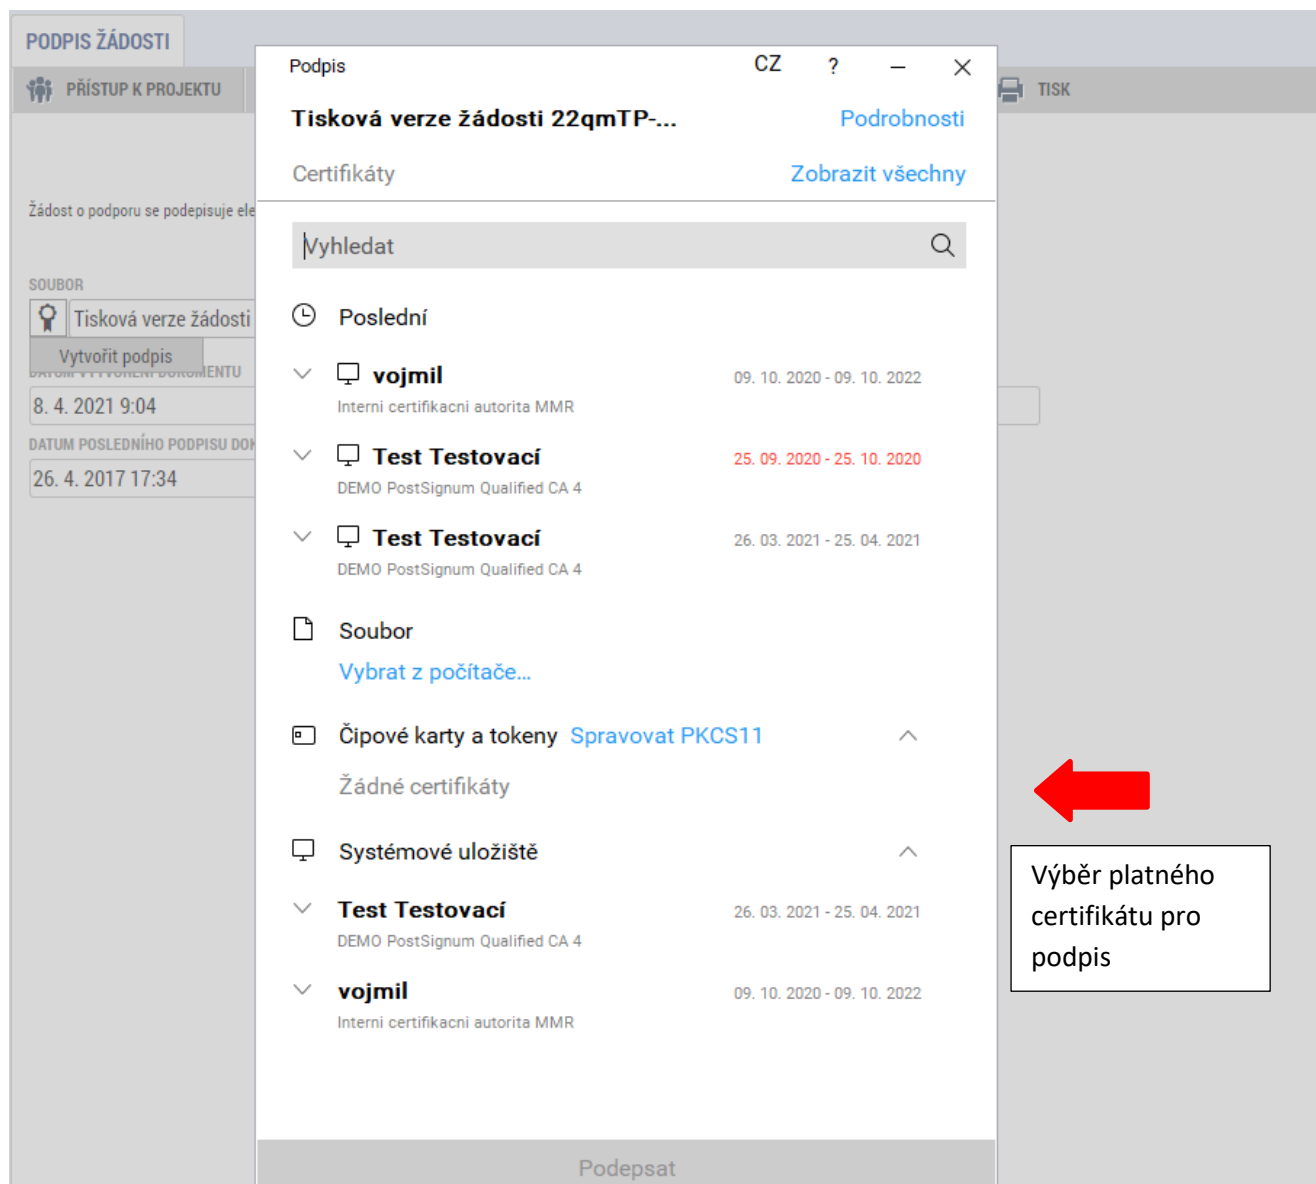 PODPIS ŽÁDOSTI
PŘÍSTUP K PROJEKTU
TISK
Žádost o podporu se podepisuje ele
SOUBOR
Tisková verze žádosti
Vytvořit podpis
DATUM VYTVOŘENÍ DOKUMENTU
8. 4. 2021 9:04
DATUM POSLEDNÍHO PODPISU DOK
26. 4. 2017 17:34
Podpis
CZ ?
Tisková verze žádosti 22qmTP-... Podrobnosti
Certifikáty Zobrazit všechny
Vyhledat
Poslední
vojmil 09. 10. 2020 - 09. 10. 2022
Interni certifikacni autorita MMR
Test Testovací 25. 09. 2020 - 25. 10. 2020
DEMO PostSignum Qualified CA 4
Test Testovací 26. 03. 2021 - 25. 04. 2021
DEMO PostSignum Qualified CA 4
Soubor
Vybrat z počítače...
Čipové karty a tokeny Spravovat PKCS11
Žádné certifikáty
Systémové uložiště
Test Testovací 26. 03. 2021 - 25. 04. 2021
DEMO PostSignum Qualified CA 4
vojmil 09. 10. 2020 - 09. 10. 2022
Interni certifikacni autorita MMR
Podepsat
Výběr platného
certifikátu pro
podpis